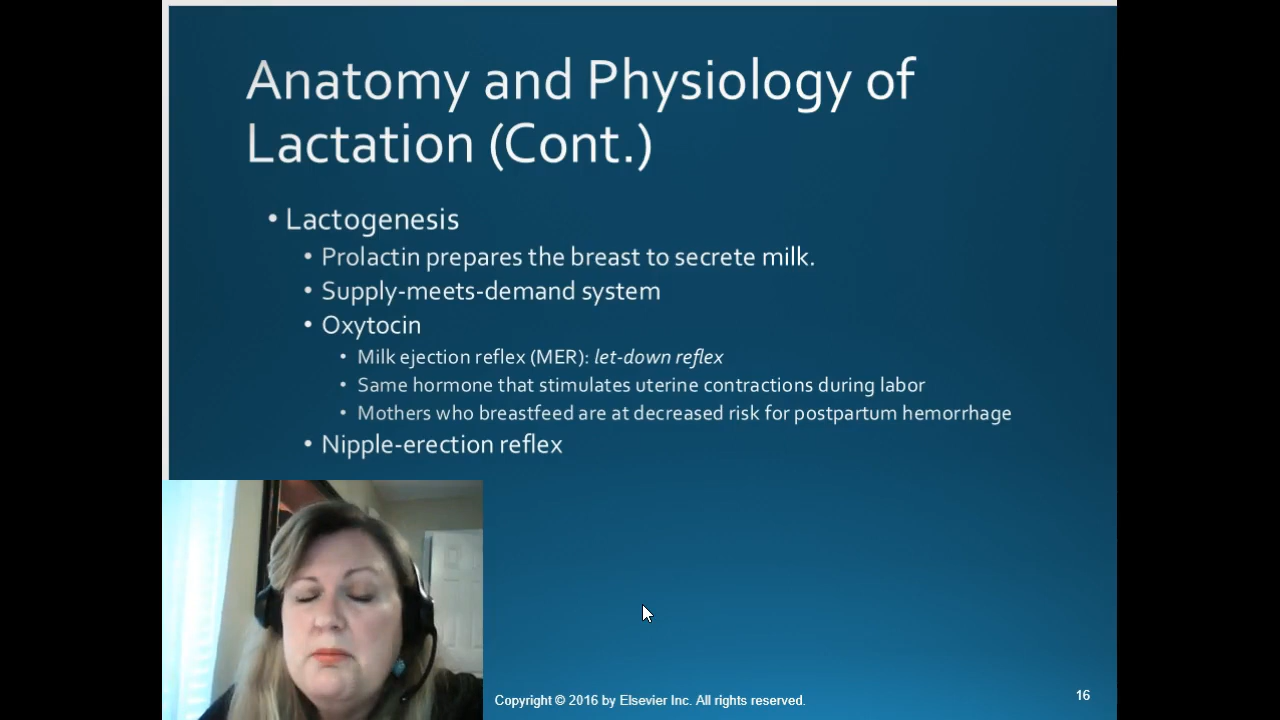 Anatomy and Physiology of
Lactation (Cont.)
• Lactogenesis
• Prolactin prepares the breast to secrete milk.
• Supply-meets-demand system
• Oxytocin
• Milk ejection reflex (MER): let-down reflex
• Same hormone that stimulates uterine contractions during labor
• Mothers who breastfeed are at decreased risk for postpartum hemorrhage
• Nipple-erection reflex
Copyright © 2016 by Elsevier Inc. All rights reserved.
16